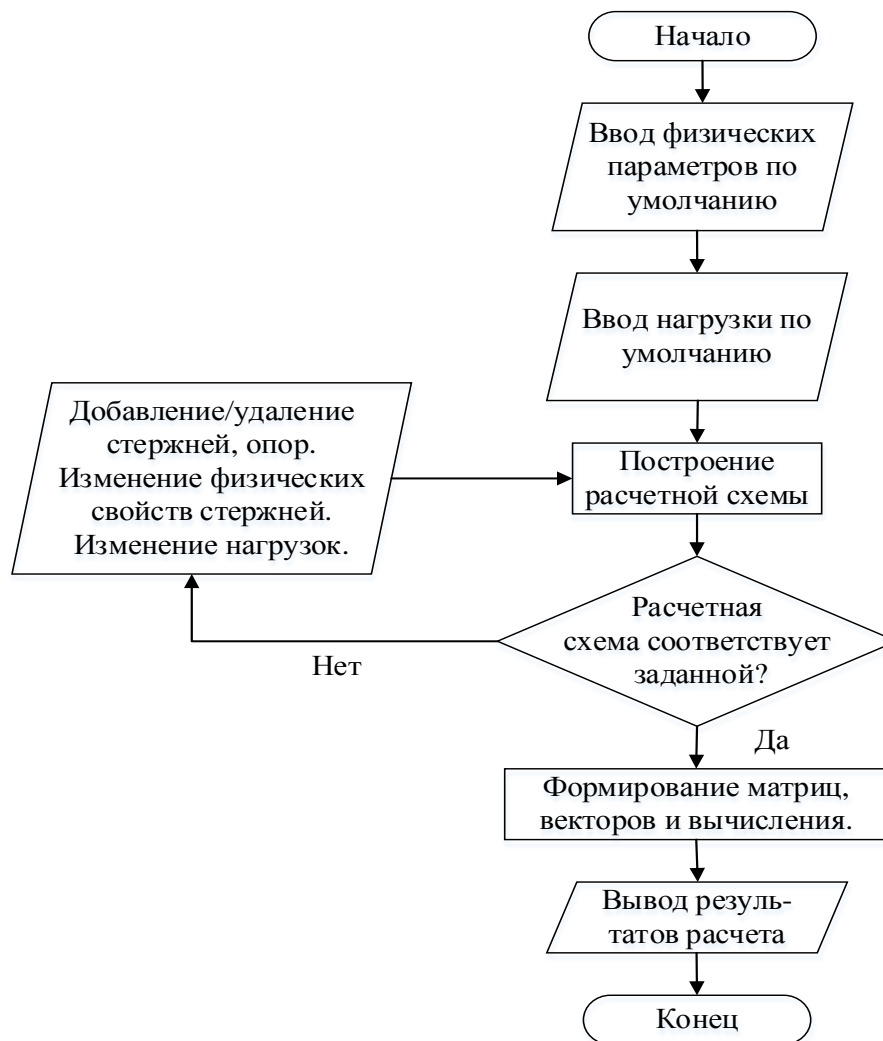 Начало
Ввод физических
параметров по
умолчанию
Ввод нагрузки по
умолчанию
Добавление/удаление
стержней, опор.
Изменение физических
свойств стержней.
Изменение нагрузок.
Построение
расчетной схемы
Расчетная
схема соответствует
заданной?
Нет
Да
Формирование матриц,
векторов и вычисления.
Вывод резуль-
татов расчета
Конец